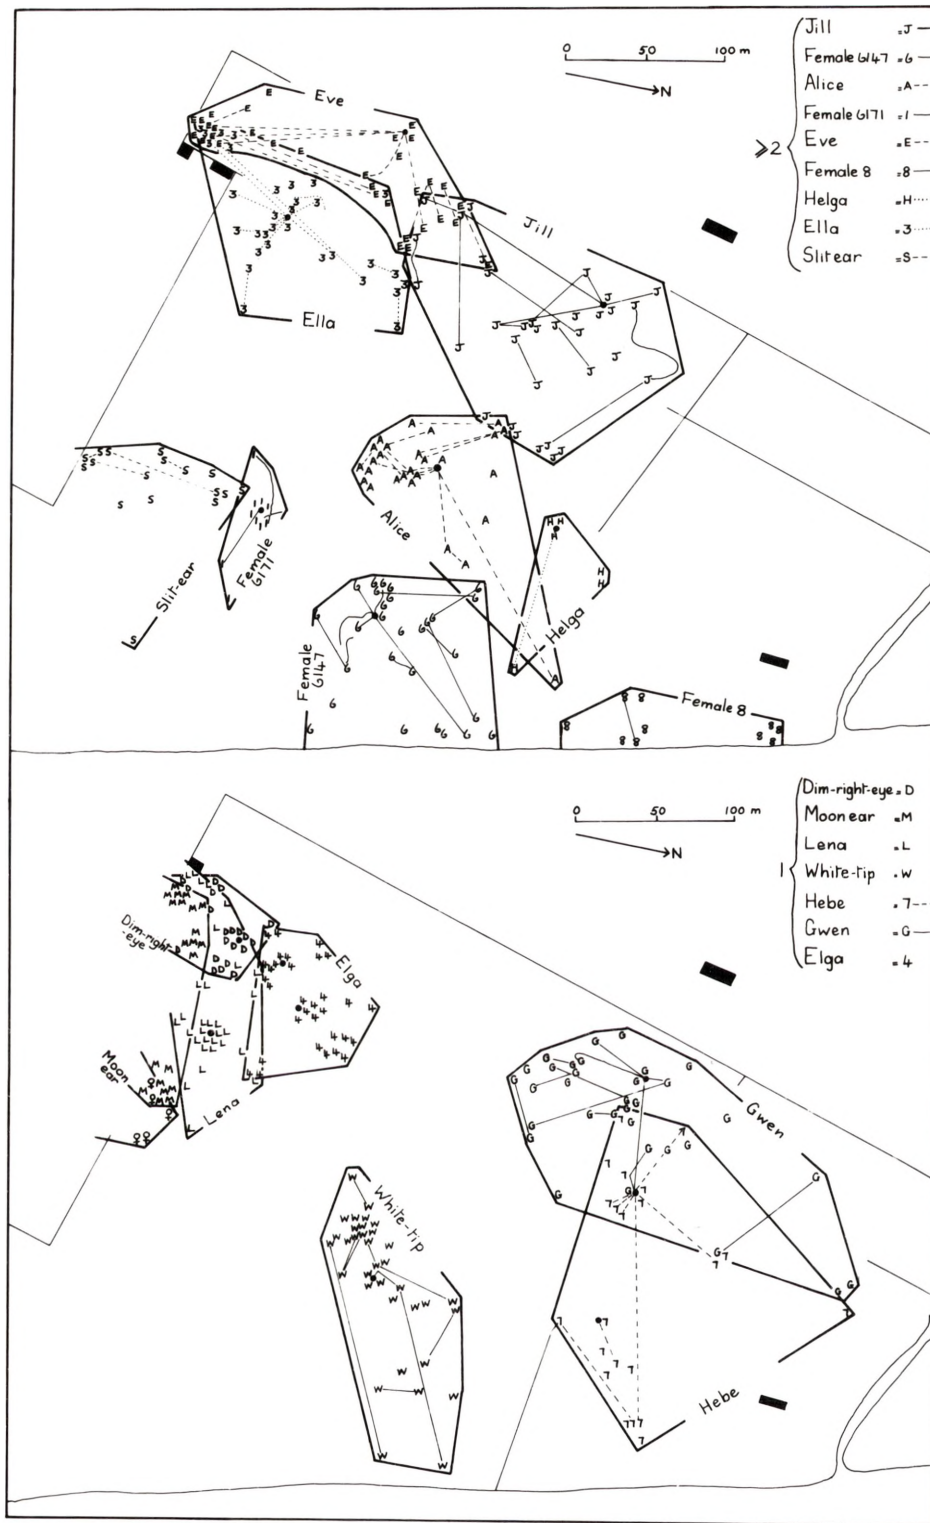 0 50 100 m
N
≥2
Jill =J
Female G147 =G
Alice =A
Female G171 =1
Eve =E
Female 8 =8
Helga =H
Ella =3
Slitear =S
Eve
Jill
Ella
Alice
Slit-ear
Female
G171
Female
G147
Helga
Female 8
0 50 100 m
N
1
Dim-right-eye =D
Moon ear =M
Lena =L
White-tip =W
Hebe =7
Gwen =G
Elga =4
Dim-right
-eye
Elga
Moon
ear
Lena
White-tip
Gwen
Hebe